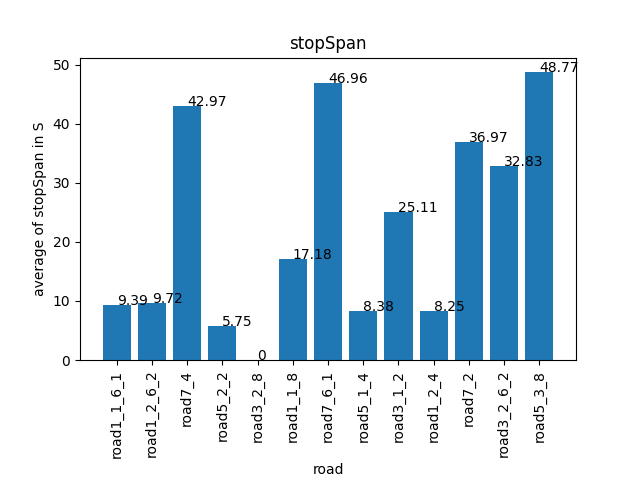 stopSpan
average of stopSpan in S
50
40
30
20
10
0
9.39
9.72
42.97
5.75
0
17.18
46.96
8.38
25.11
8.25
36.97
32.83
48.77
road1_1_6_1
road1_2_6_2
road7_4
road5_2_2
road3_2_8
road1_1_8
road7_6_1
road5_1_4
road3_1_2
road1_2_4
road7_2
road3_2_6_2
road5_3_8
road